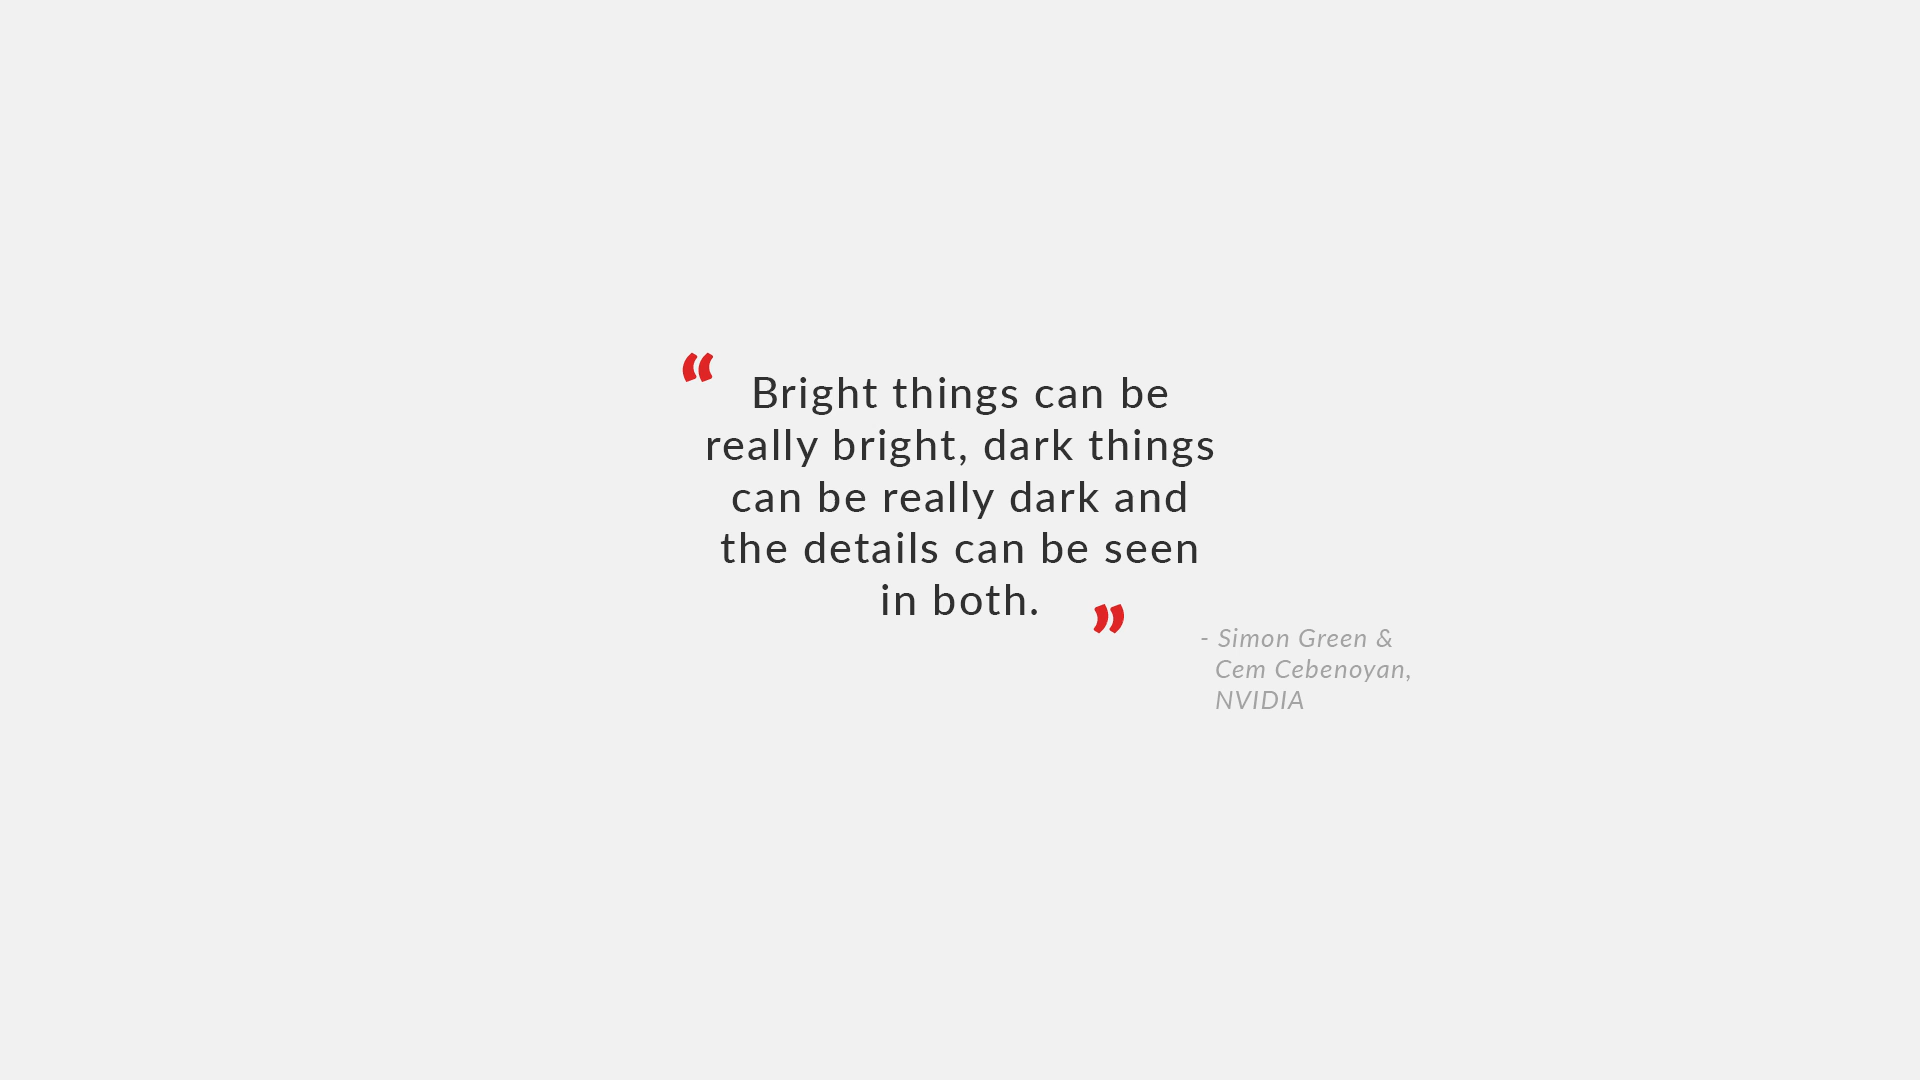 “ Bright things can be
really bright, dark things
can be really dark and
the details can be seen
in both. ”
- Simon Green &
Cem Cebenoyan,
NVIDIA